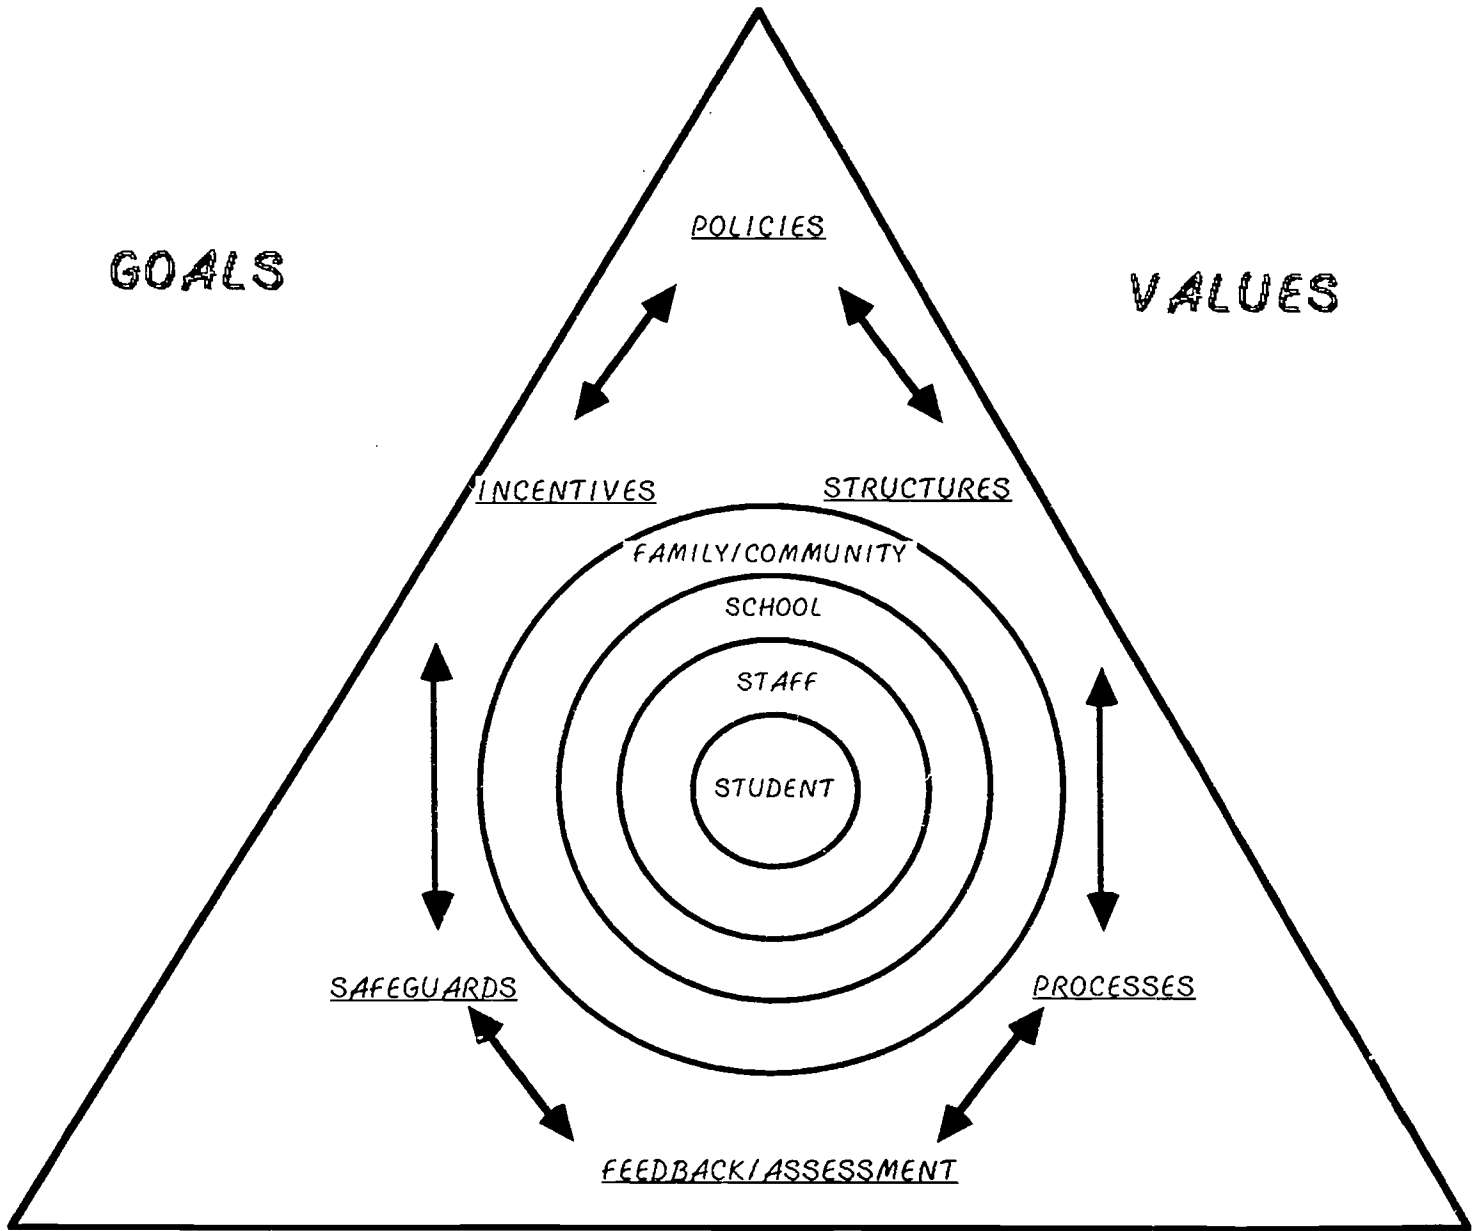 POLICIES
GOALS
VALUES
INCENTIVES
STRUCTURES
FAMILY/COMMUNITY
SCHOOL
STAFF
STUDENT
SAFEGUARDS
PROCESSES
FEEDBACK/ASSESSMENT